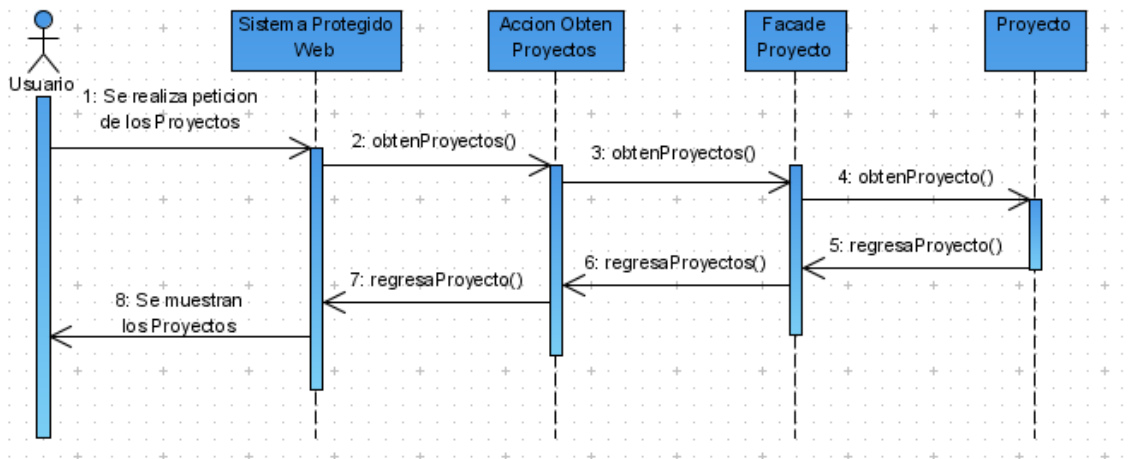 Sistema Protegido
Web
Accion Obten
Proyectos
Facade
Proyecto
Proyecto
Usuario
1: Se realiza peticion
de los Proyectos
2: obtenProyectos()
3: obtenProyectos()
4: obtenProyecto()
5: regresaProyecto()
6: regresaProyectos()
7: regresaProyecto()
8: Se muestran
los Proyectos